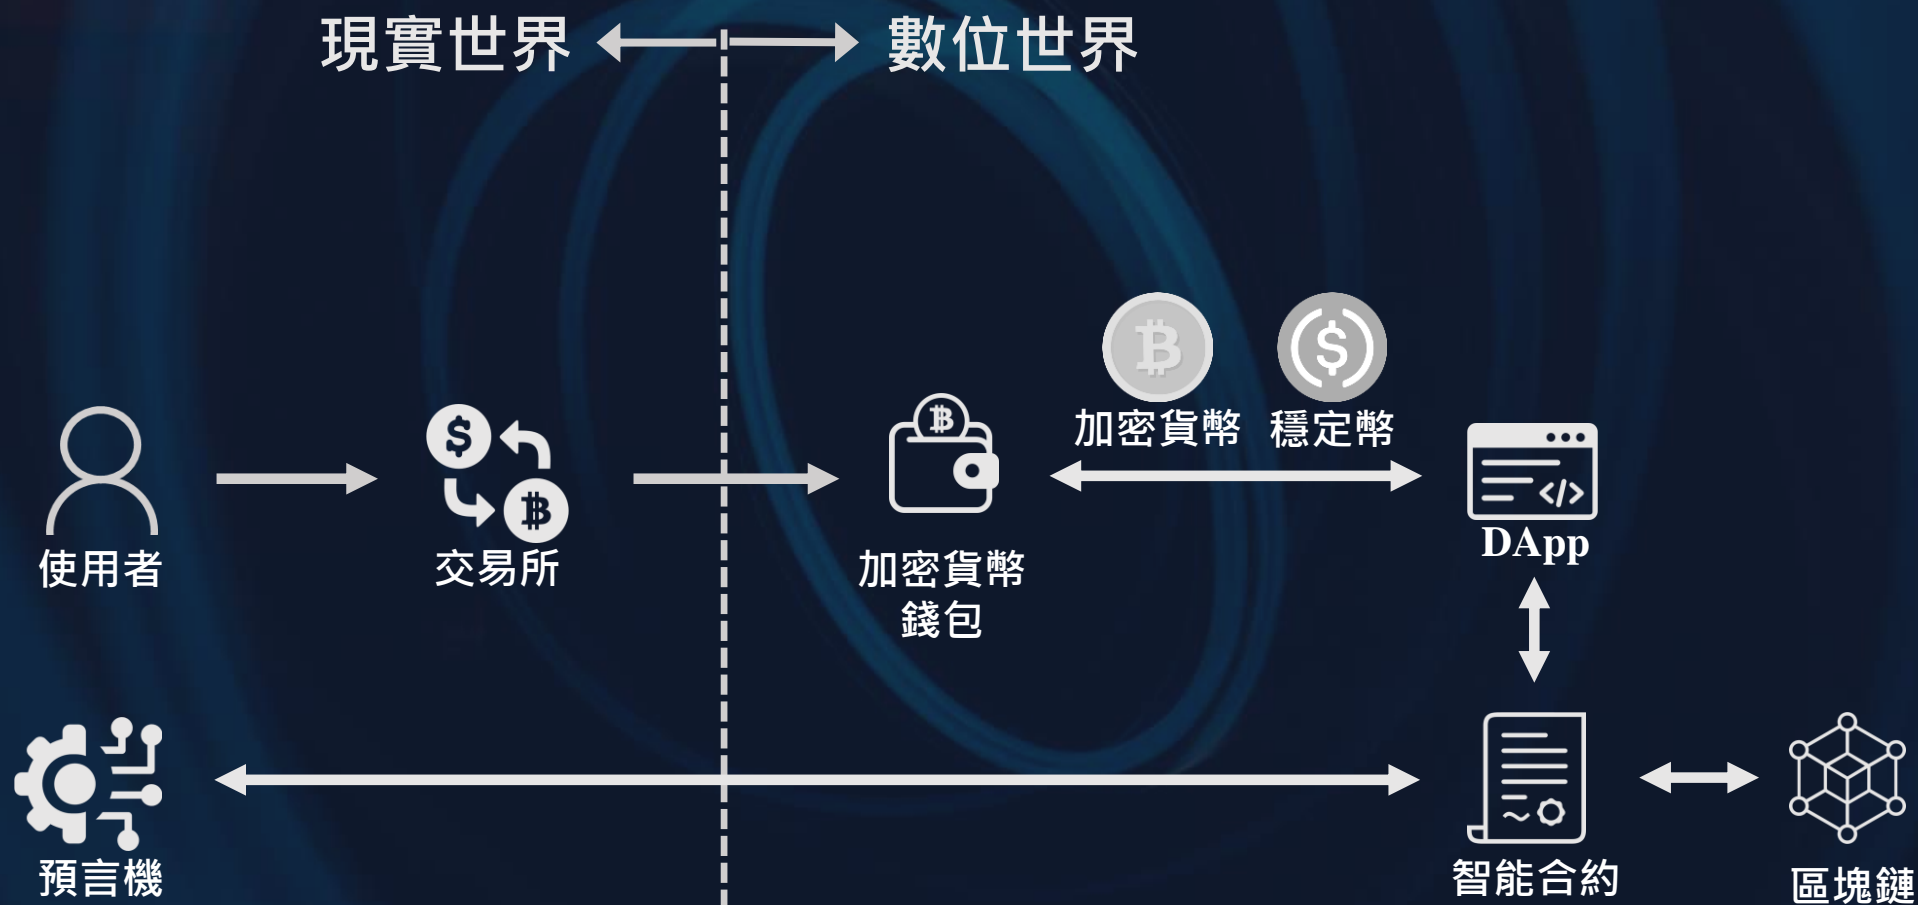 現實世界
數位世界
加密貨幣
穩定幣
使用者
交易所
加密貨幣
錢包
DApp
預言機
智能合約
區塊鏈